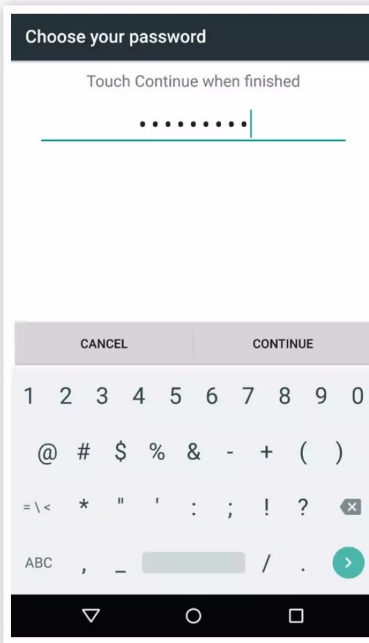 Choose your password
Touch Continue when finished
•••••••••
CANCEL CONTINUE
1 2 3 4 5 6 7 8 9 0
@ # $ % & - + ( )
= \ < * " ' : ; ! ?
ABC , _ / .